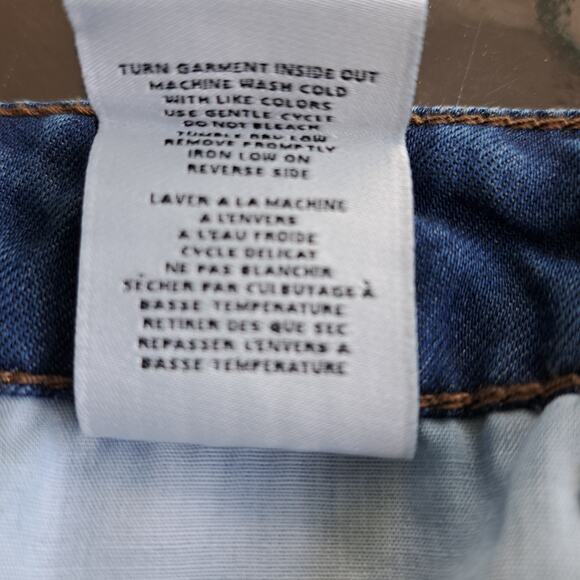 TURN GARMENT INSIDE OUT
MACHINE WASH COLD
WITH LIKE COLORS
USE GENTLE CYCLE
DO NOT BLEACH
TUMBLE DRY LOW
REMOVE PROMPTLY
IRON LOW ON
REVERSE SIDE
LAVER A LA MACHINE
A L'ENVERS
A L'EAU FROIDE
CYCLE DELICAT
NE PAS BLANCHIR
SÉCHER PAR CULBUTAGE À
BASSE TEMPERATURE
RETIRER DES QUE SEC
REPASSER L'ENVERS A
BASSE TEMPERATURE